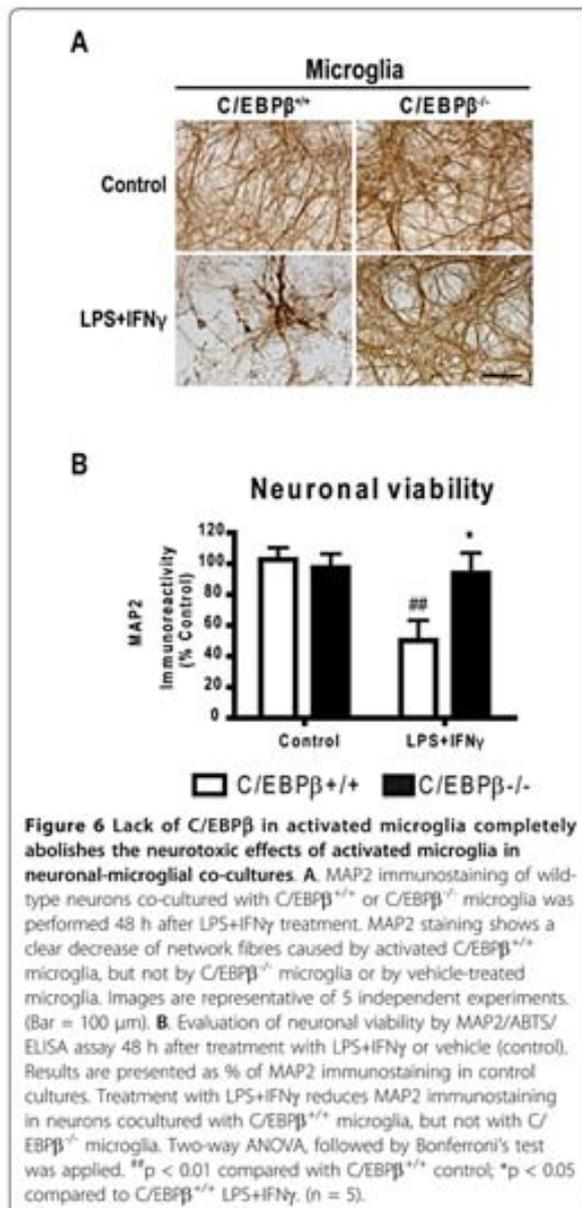 A
Microglia
C/EBPβ+/+ C/EBPβ-/-
Control
LPS+IFNγ
B
Neuronal viability
MAP2
Immunoreactivity
(% Control)
120
100
80
60
40
20
0
##
*
Control LPS+IFNγ
C/EBPβ+/+ C/EBPβ-/-
Figure 6 Lack of C/EBPβ in activated microglia completely
abolishes the neurotoxic effects of activated microglia in
neuronal-microglial co-cultures. A. MAP2 immunostaining of wild-
type neurons co-cultured with C/EBPβ+/+ or C/EBPβ-/- microglia was
performed 48 h after LPS+IFNγ treatment. MAP2 staining shows a
clear decrease of network fibres caused by activated C/EBPβ+/+
microglia, but not by C/EBPβ-/- microglia or by vehicle-treated
microglia. Images are representative of 5 independent experiments.
(Bar = 100 μm). B. Evaluation of neuronal viability by MAP2/ABTS/
ELISA assay 48 h after treatment with LPS+IFNγ or vehicle (control).
Results are presented as % of MAP2 immunostaining in control
cultures. Treatment with LPS+IFNγ reduces MAP2 immunostaining
in neurons cocultured with C/EBPβ+/+ microglia, but not with C/
EBPβ-/- microglia. Two-way ANOVA, followed by Bonferroni's test
was applied. ##p < 0.01 compared with C/EBPβ+/+ control; *p < 0.05
compared to C/EBPβ+/+ LPS+IFNγ. (n = 5).